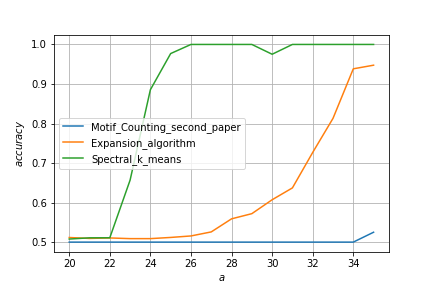 1.0
0.9
0.8
0.7
0.6
0.5
accuracy
Motif_Counting_second_paper
Expansion_algorithm
Spectral_k_means
20 22 24 26 28 30 32 34
a